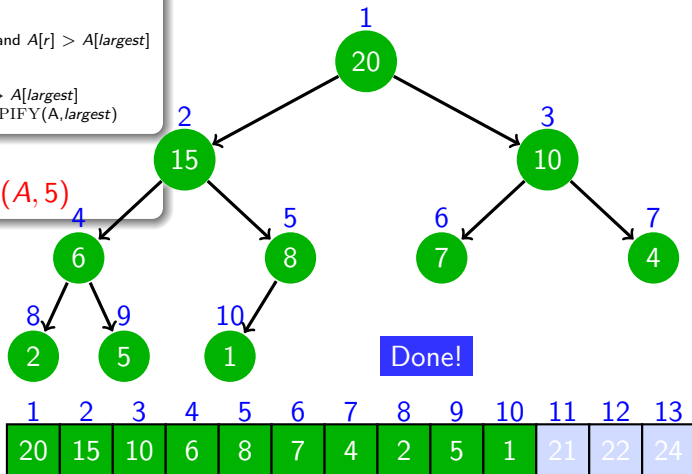 and A[r] > A[largest]
A[largest]
(A,largest)
(A, 5)
1
20
2 3
15 10
4 5 6 7
6 8 7 4
8 9 10
2 5 1
Done!
1 2 3 4 5 6 7 8 9 10 11 12 13
20 15 10 6 8 7 4 2 5 1 21 22 24